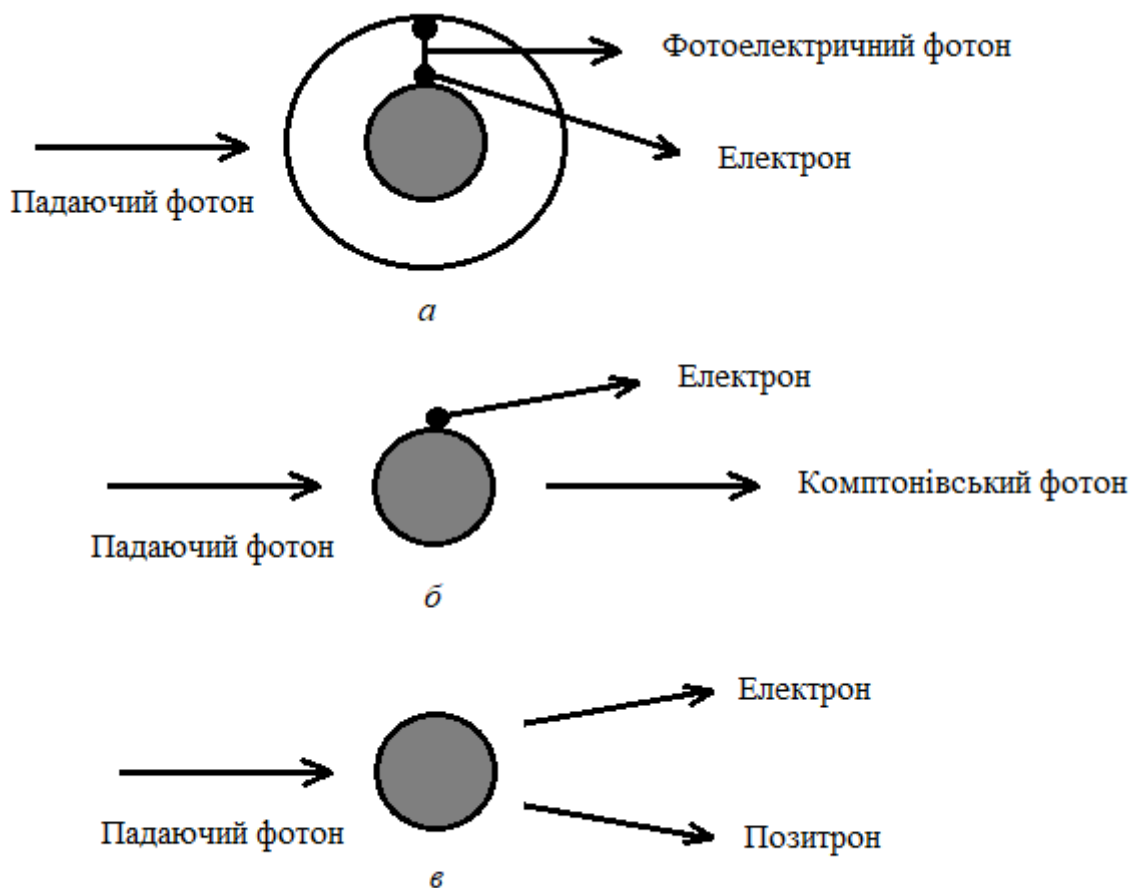 Фотоелектричний фотон
Електрон
Падаючий фотон
а
Електрон
Комптонівський фотон
Падаючий фотон
б
Електрон
Падаючий фотон
Позитрон
в